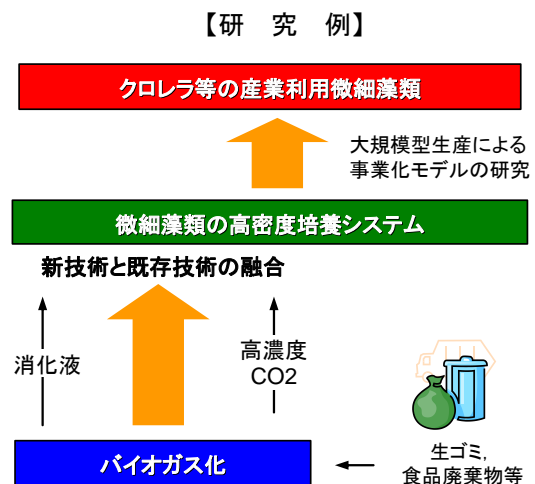 【研 究 例】
クロレラ等の産業利用微細藻類
大規模型生産による
事業化モデルの研究
微細藻類の高密度培養システム
新技術と既存技術の融合
消化液
高濃度
CO2
バイオガス化
生ゴミ,
食品廃棄物等